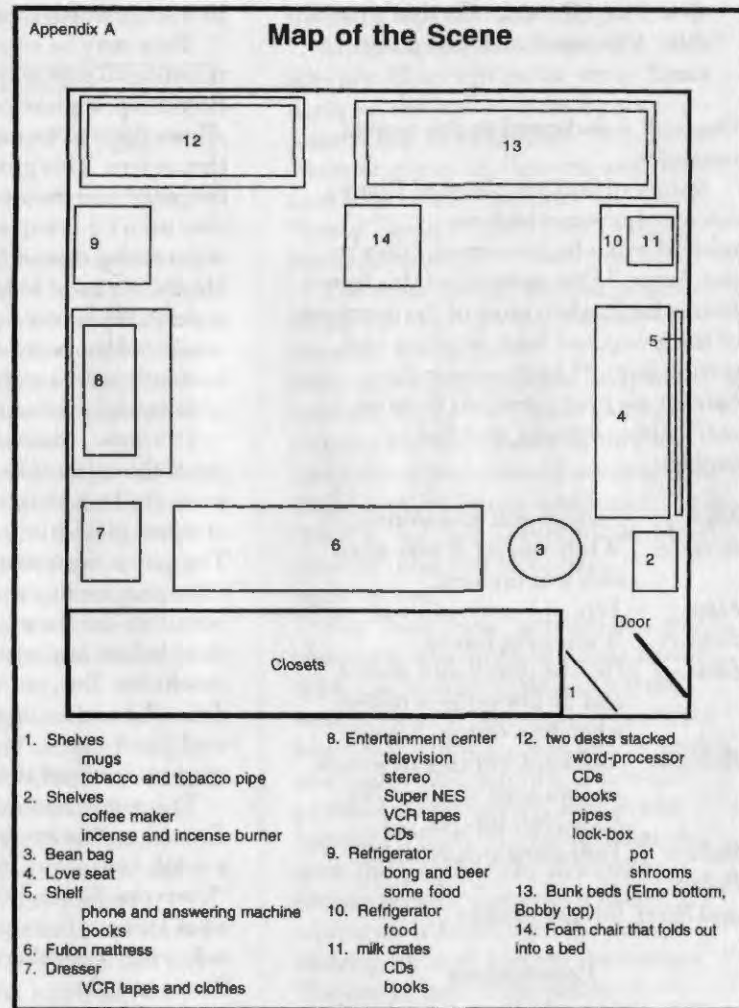 Appendix A
Map of the Scene
12
13
9
14
10
11
5
8
4
7
6
3
2
Door
Closets
1
1. Shelves
mugs
tobacco and tobacco pipe
2. Shelves
coffee maker
incense and incense burner
3. Bean bag
4. Love seat
5. Shelf
phone and answering machine
books
6. Futon mattress
7. Dresser
VCR tapes and clothes
8. Entertainment center
television
stereo
Super NES
VCR tapes
CDs
9. Refrigerator
bong and beer
some food
10. Refrigerator
food
11. milk crates
CDs
books
12. two desks stacked
word-processor
CDs
books
pipes
lock-box
pot
shrooms
13. Bunk beds (Elmo bottom,
Bobby top)
14. Foam chair that folds out
into a bed